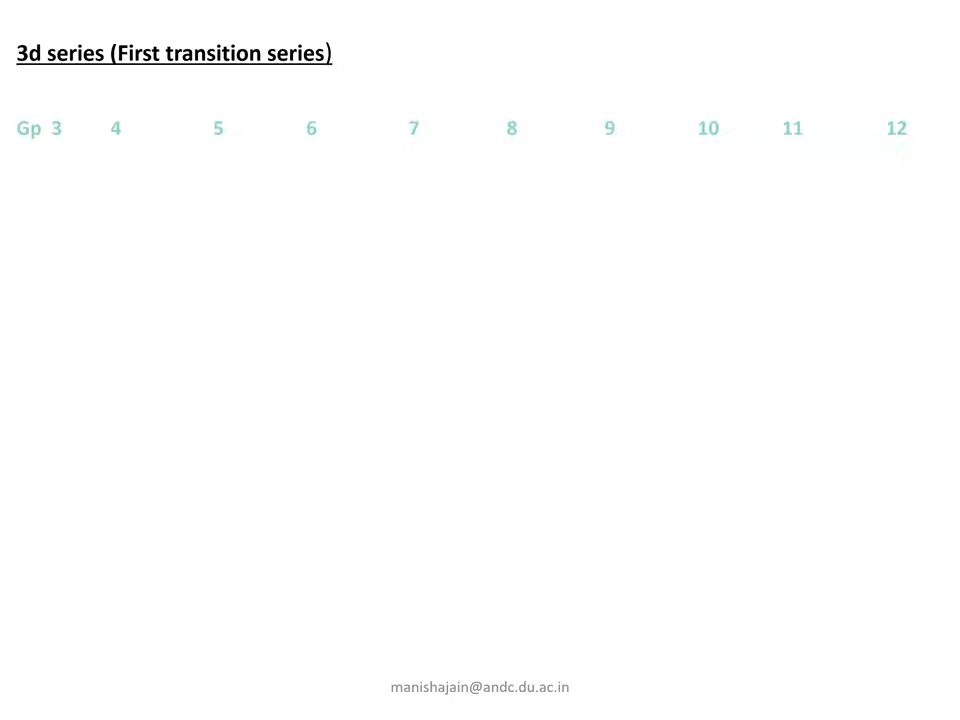 3d series (First transition series)
Gp 3 4 5 6 7 8 9 10 11 12
manishajain@andc.du.ac.in